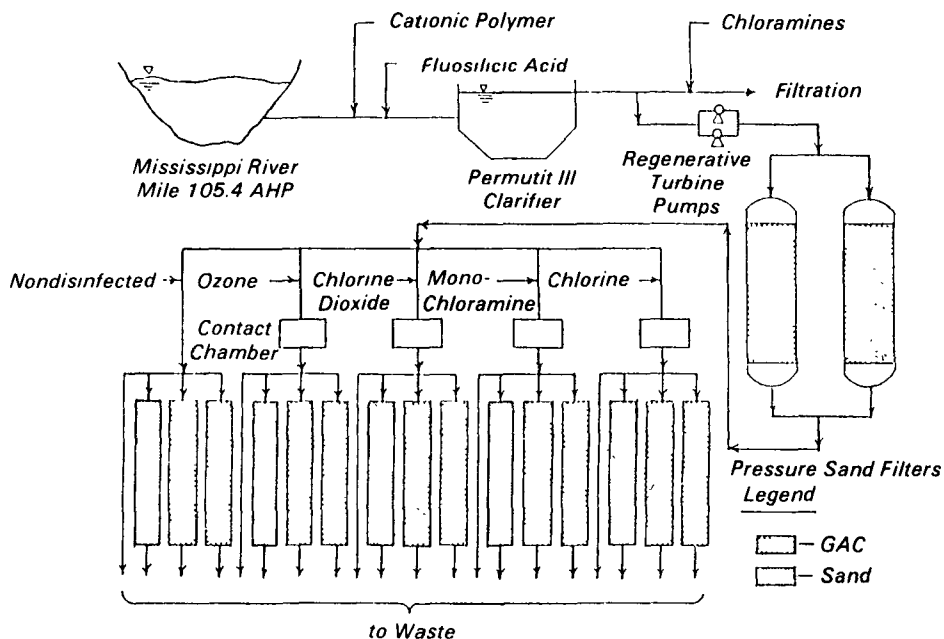 Cationic Polymer
Chloramines
Fluosilicic Acid
Filtration
Mississippi River
Mile 105.4 AHP
Permutit III
Clarifier
Regenerative
Turbine
Pumps
Nondisinfected
Ozone
Chlorine
Dioxide
Mono-
Chloramine
Chlorine
Contact
Chamber
Pressure Sand Filters
Legend
– GAC
– Sand
to Waste